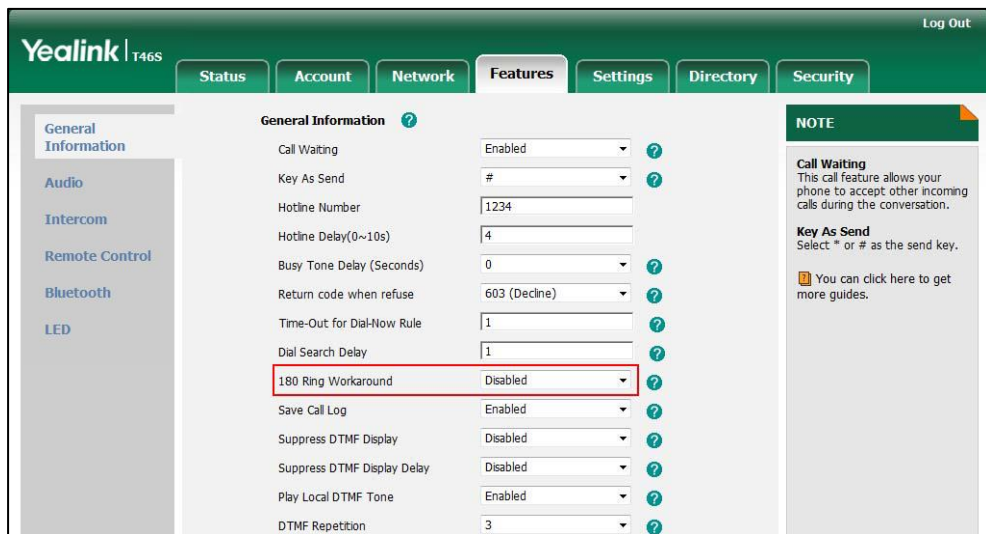 Log Out
Yealink T46S
Status Account Network Features Settings Directory Security
General
Information
Audio
Intercom
Remote Control
Bluetooth
LED
General Information ?
Call Waiting Enabled ?
Key As Send # ?
Hotline Number 1234
Hotline Delay(0~10s) 4
Busy Tone Delay (Seconds) 0 ?
Return code when refuse 603 (Decline) ?
Time-Out for Dial-Now Rule 1 ?
Dial Search Delay 1 ?
180 Ring Workaround Disabled ?
Save Call Log Enabled ?
Suppress DTMF Display Disabled ?
Suppress DTMF Display Delay Disabled ?
Play Local DTMF Tone Enabled ?
DTMF Repetition 3 ?
NOTE
Call Waiting
This call feature allows your
phone to accept other incoming
calls during the conversation.
Key As Send
Select * or # as the send key.
? You can click here to get
more guides.